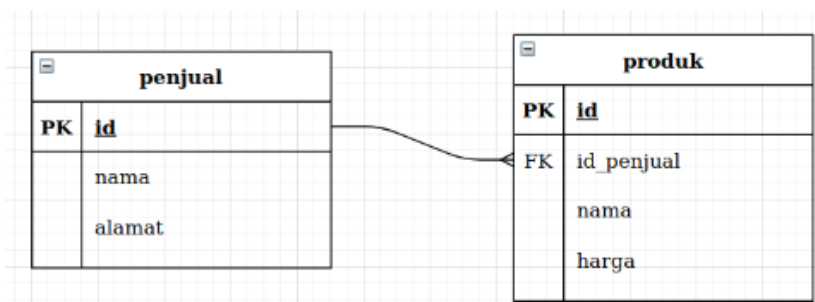 penjual
PK id
nama
alamat
produk
PK id
FK id_penjual
nama
harga